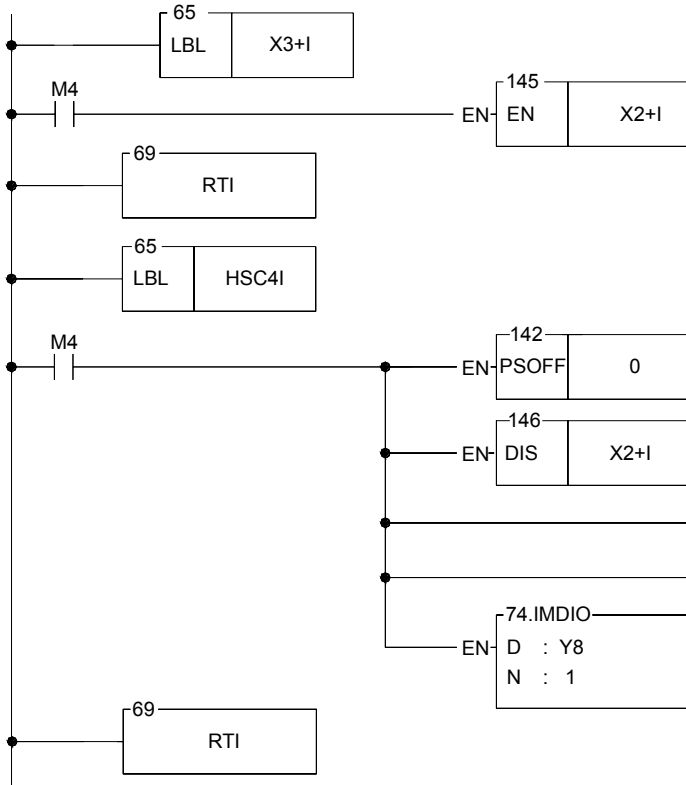 65
LBL X3+I
M4
EN 145 EN X2+I
69
RTI
65
LBL HSC4I
M4
EN 142 PSOFF 0
EN 146 DIS X2+I
74.IMDIO
EN D : Y8
N : 1
69
RTI